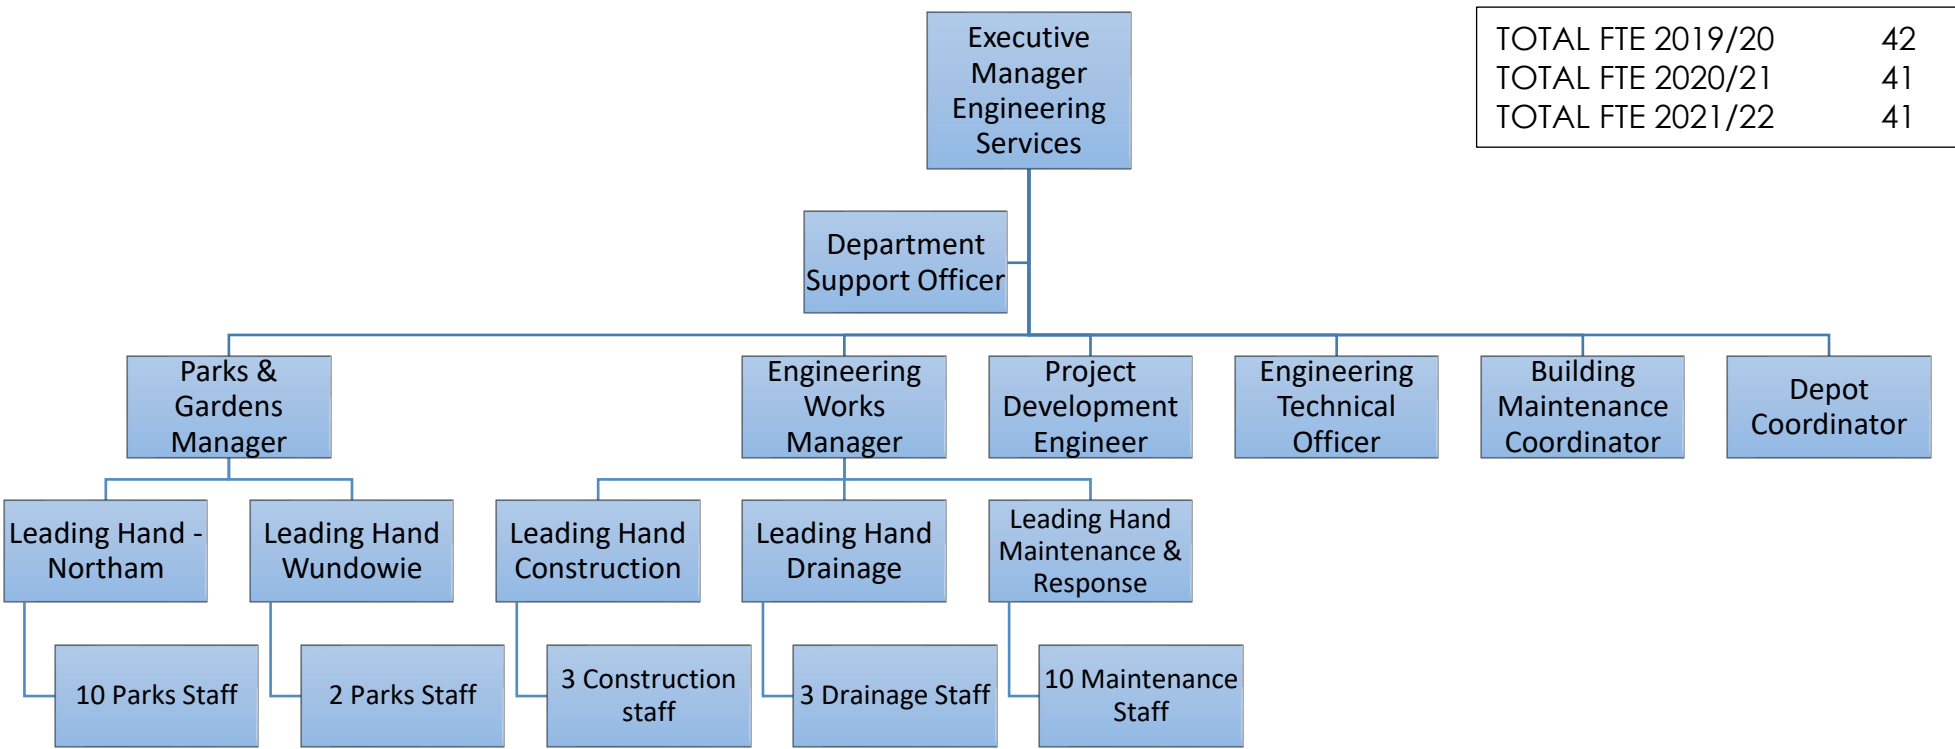 Executive
Manager
Engineering
Services
TOTAL FTE 2019/20 42
TOTAL FTE 2020/21 41
TOTAL FTE 2021/22 41
Department
Support Officer
Parks &
Gardens
Manager
Engineering
Works
Manager
Project
Development
Engineer
Engineering
Technical
Officer
Building
Maintenance
Coordinator
Depot
Coordinator
Leading Hand -
Northam
Leading Hand
Wundowie
Leading Hand
Construction
Leading Hand
Drainage
Leading Hand
Maintenance &
Response
10 Parks Staff
2 Parks Staff
3 Construction
staff
3 Drainage Staff
10 Maintenance
Staff